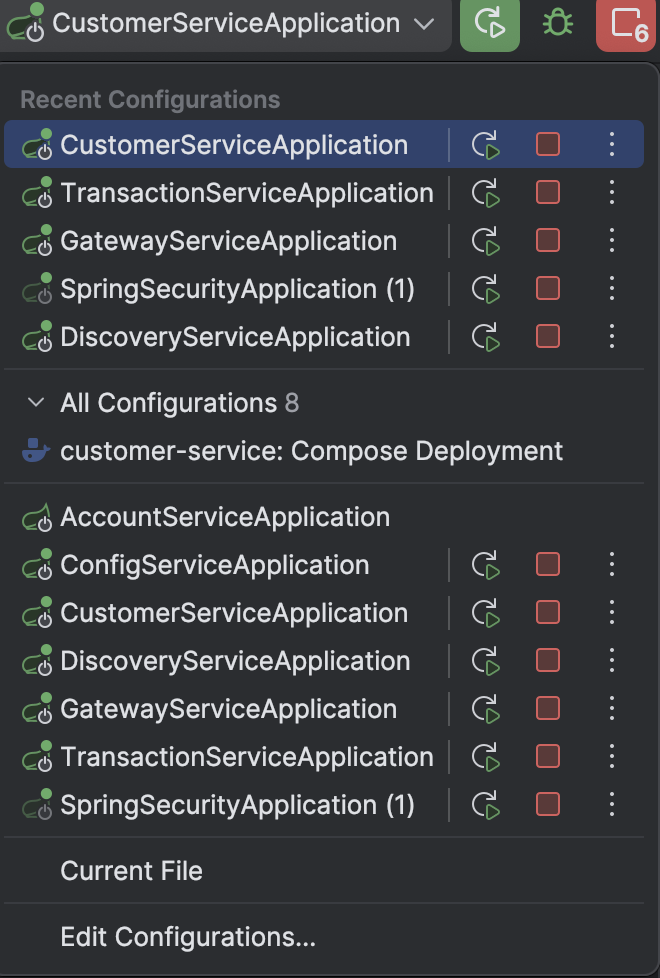 CustomerServiceApplication
6
Recent Configurations
CustomerServiceApplication
TransactionServiceApplication
GatewayServiceApplication
SpringSecurityApplication (1)
DiscoveryServiceApplication
All Configurations 8
customer-service: Compose Deployment
AccountServiceApplication
ConfigServiceApplication
CustomerServiceApplication
DiscoveryServiceApplication
GatewayServiceApplication
TransactionServiceApplication
SpringSecurityApplication (1)
Current File
Edit Configurations...